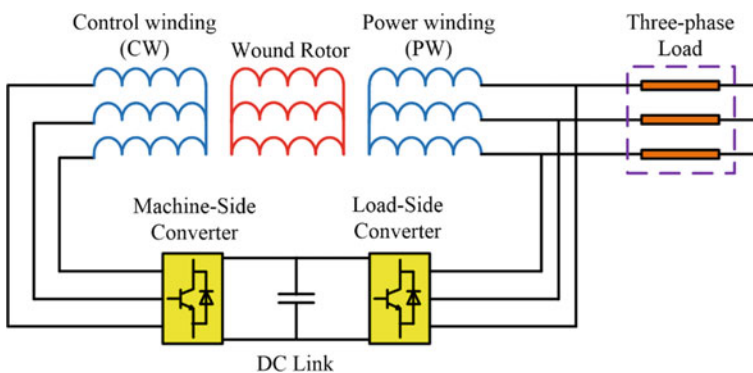 Control winding
(CW)
Wound Rotor
Power winding
(PW)
Three-phase
Load
Machine-Side
Converter
Load-Side
Converter
DC Link